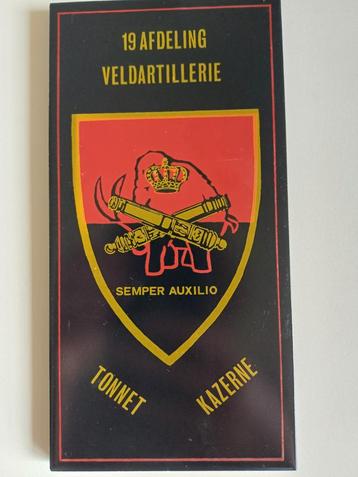 19 AFDELING
VELDARTILLERIE
SEMPER AUXILIO
TONNET
KAZERNE